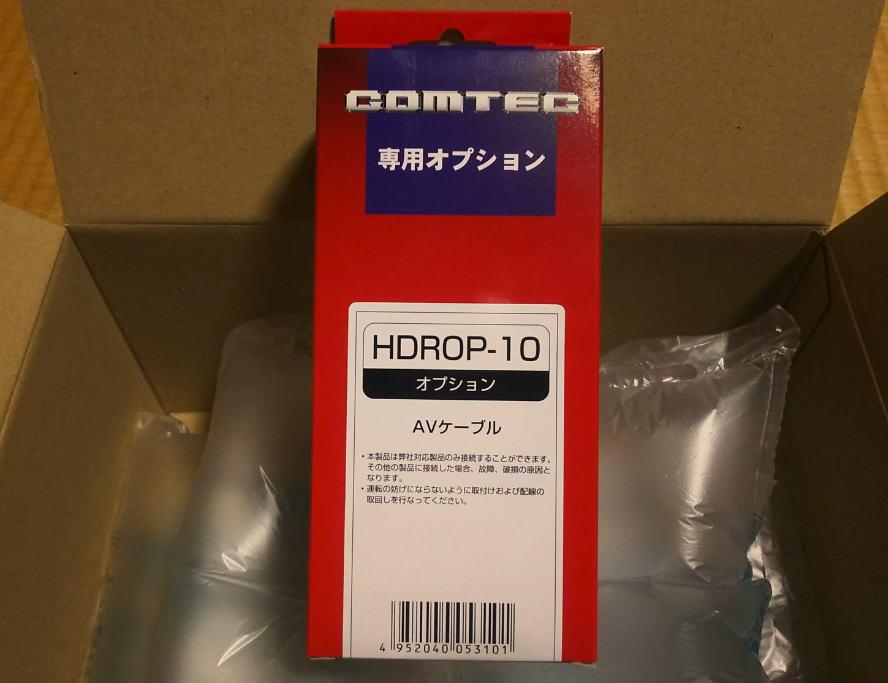 COMTEC
専用オプション
HDROP-10
オプション
AVケーブル
・本製品は弊社対応製品のみ接続することができます。
その他の製品に接続した場合、故障、破損の原因と
なります。
・運転の妨げにならないように取付けおよび配線の
取回しを行なってください。
4 952040 053101